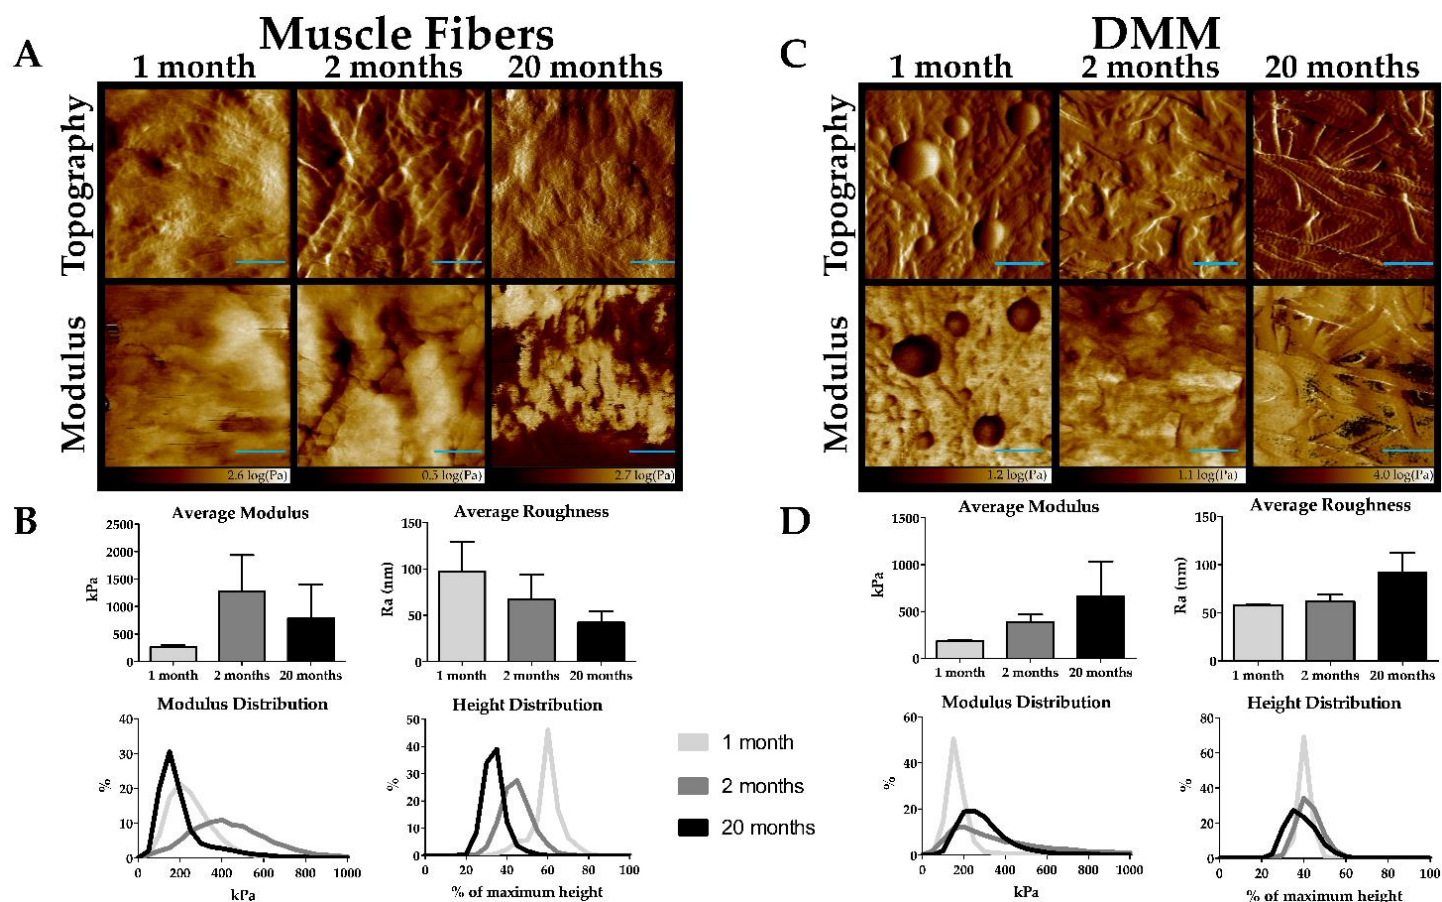 A
Muscle Fibers
1 month
2 months
20 months
Topography
Modulus
2.6 log(Pa)
0.5 log(Pa)
2.7 log(Pa)
C
DMM
1 month
2 months
20 months
Topography
Modulus
1.2 log(Pa)
1.1 log(Pa)
4.0 log(Pa)
B
Average Modulus
kPa
2500
2000
1500
1000
500
0
1 month
2 months
20 months
Average Roughness
Ra (nm)
150
100
50
0
1 month
2 months
20 months
Modulus Distribution
%
40
30
20
10
0
0
200
400
600
800
1000
kPa
Height Distribution
%
50
40
30
20
10
0
0
20
40
60
80
100
% of maximum height
1 month
2 months
20 months
D
Average Modulus
kPa
1500
1000
500
0
1 month
2 months
20 months
Average Roughness
Ra (nm)
150
100
50
0
1 month
2 months
20 months
Modulus Distribution
%
60
40
20
0
0
200
400
600
800
1000
kPa
Height Distribution
%
80
60
40
20
0
0
20
40
60
80
100
% of maximum height